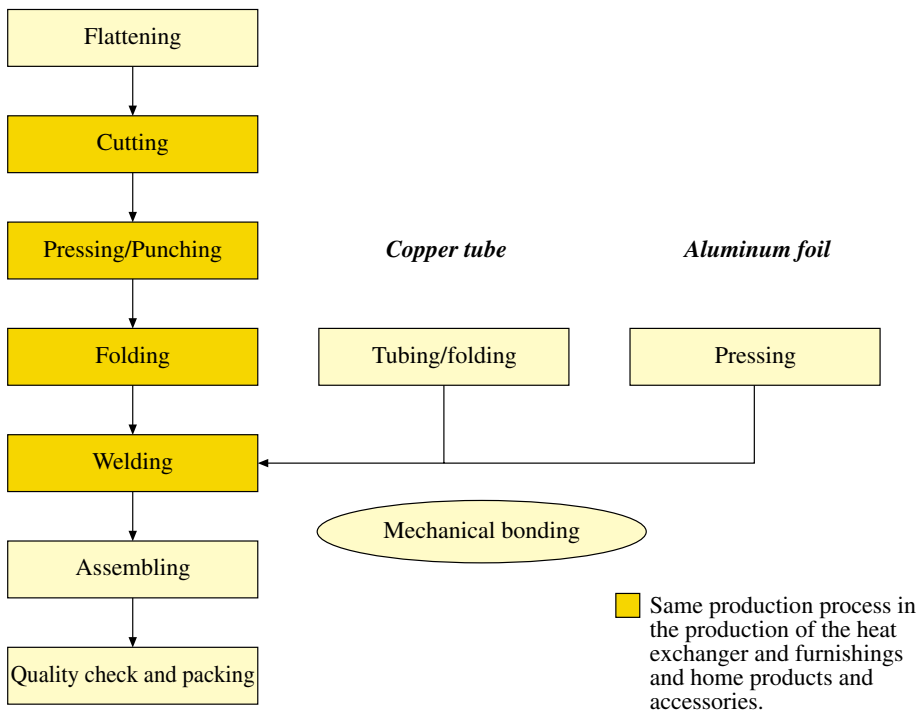 Flattening
Cutting
Pressing/Punching
Copper tube
Aluminum foil
Folding
Tubing/folding
Pressing
Welding
Mechanical bonding
Assembling
Quality check and packing
Same production process in
the production of the heat
exchanger and furnishings
and home products and
accessories.